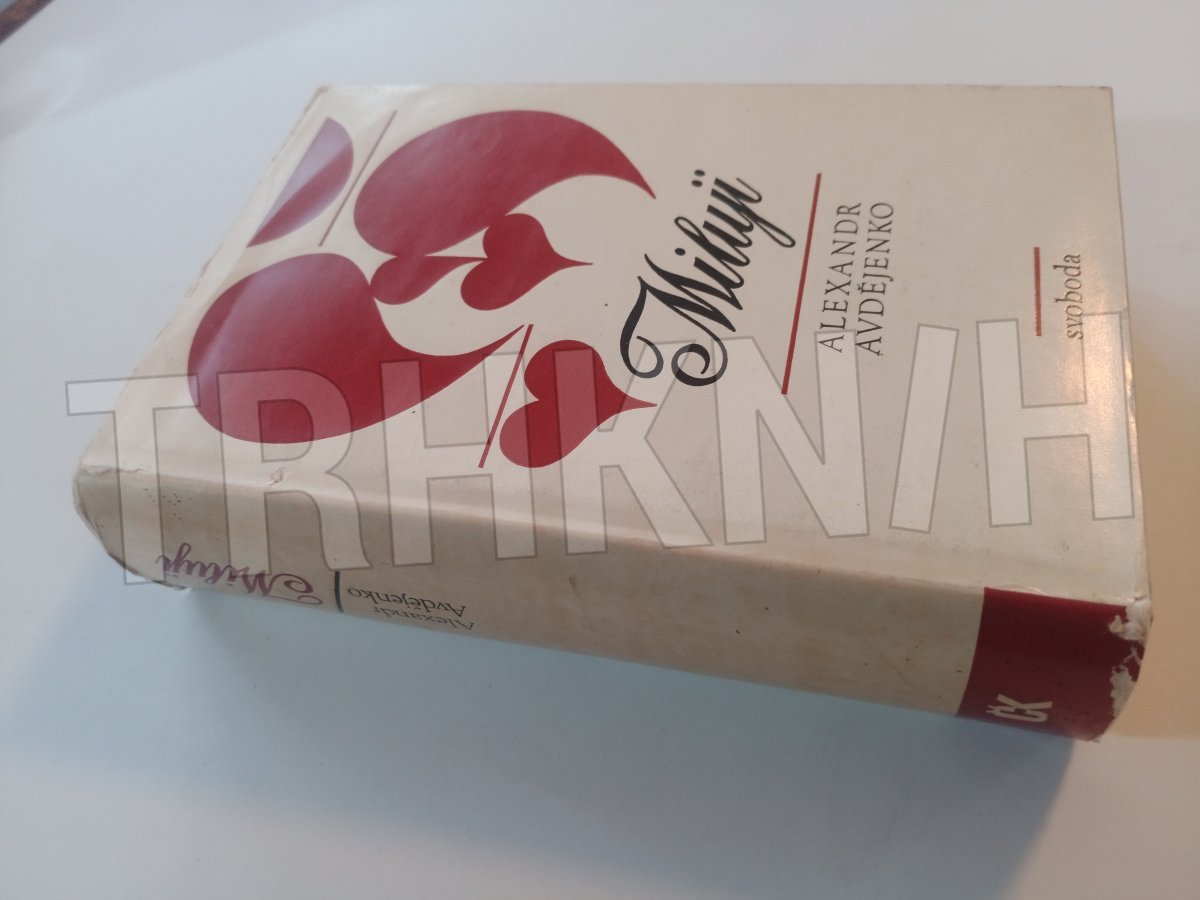 Miluji
ALEXANDR
AVDĚJENKO
svoboda
Miluji
Alexandr
Avdějenko
ČK
TRHKNIH